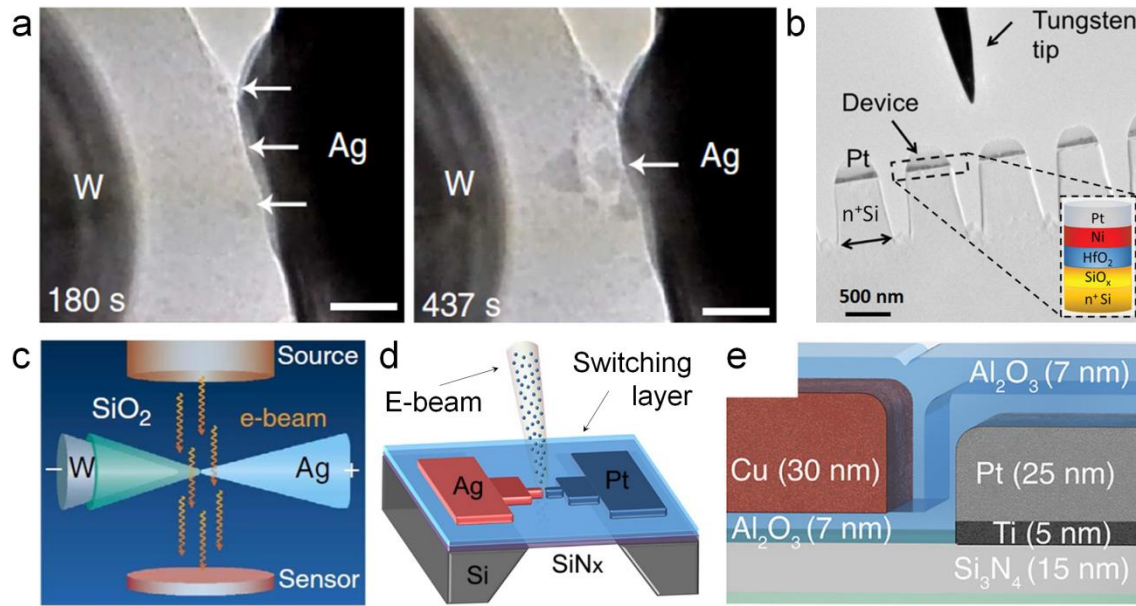 a
W
Ag
180 s
W
Ag
437 s
b
Tungsten
tip
Device
Pt
n⁺Si
500 nm
Pt
Ni
HfO₂
SiOₓ
n⁺ Si
c
Source
SiO₂
e-beam
− W
Ag +
Sensor
d
E-beam
Switching
layer
Ag
Pt
Si
SiNx
e
Al₂O₃ (7 nm)
Cu (30 nm)
Pt (25 nm)
Al₂O₃ (7 nm)
Ti (5 nm)
Si₃N₄ (15 nm)